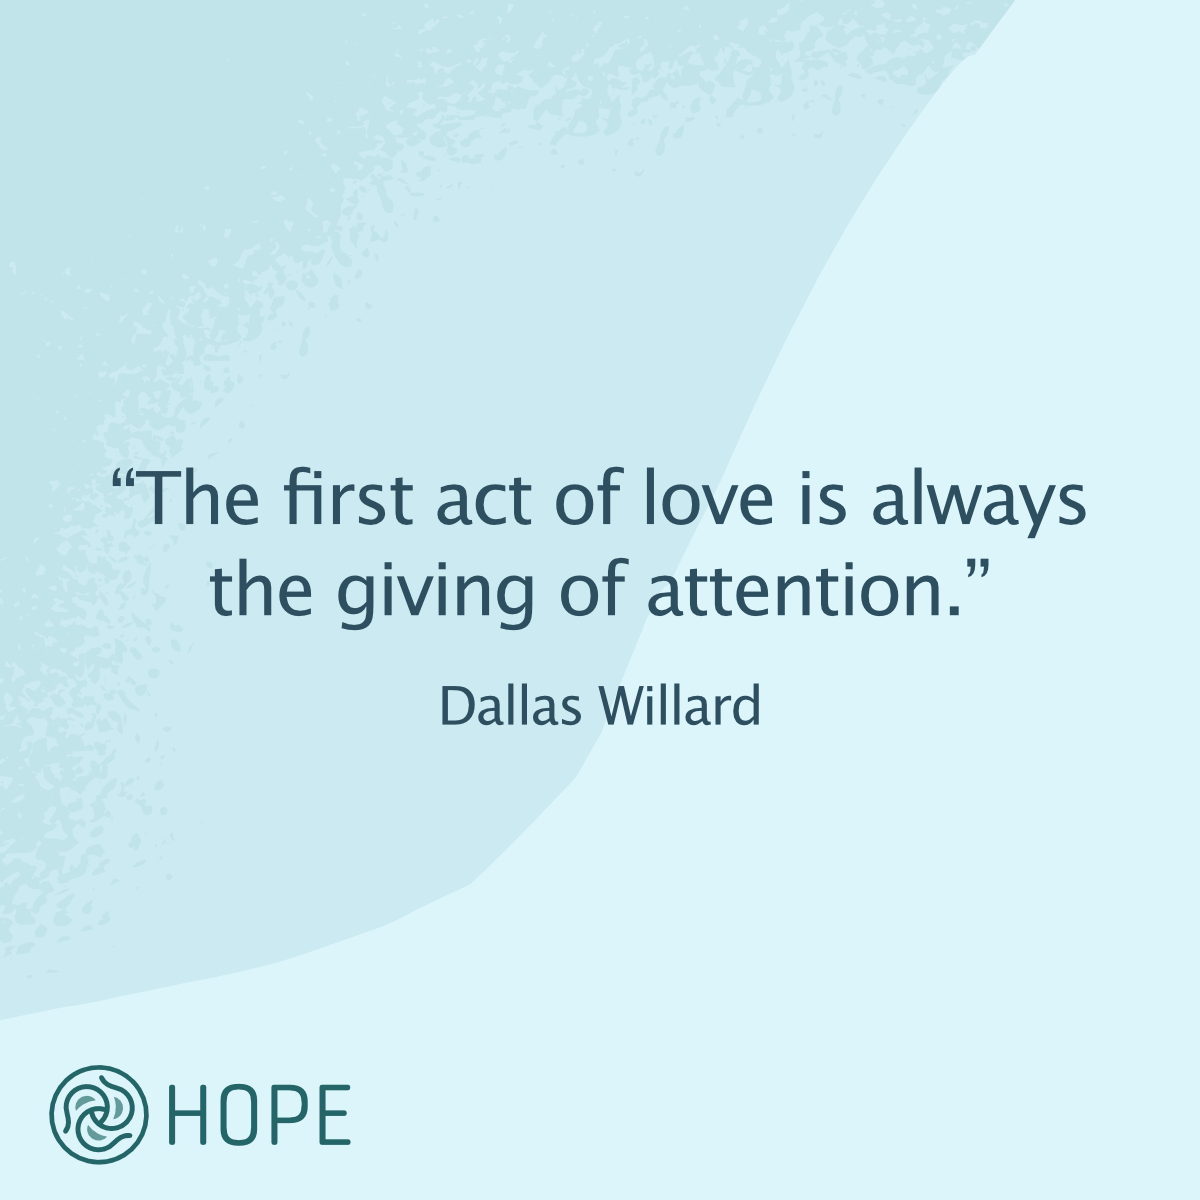 “The first act of love is always
the giving of attention.”
Dallas Willard
HOPE